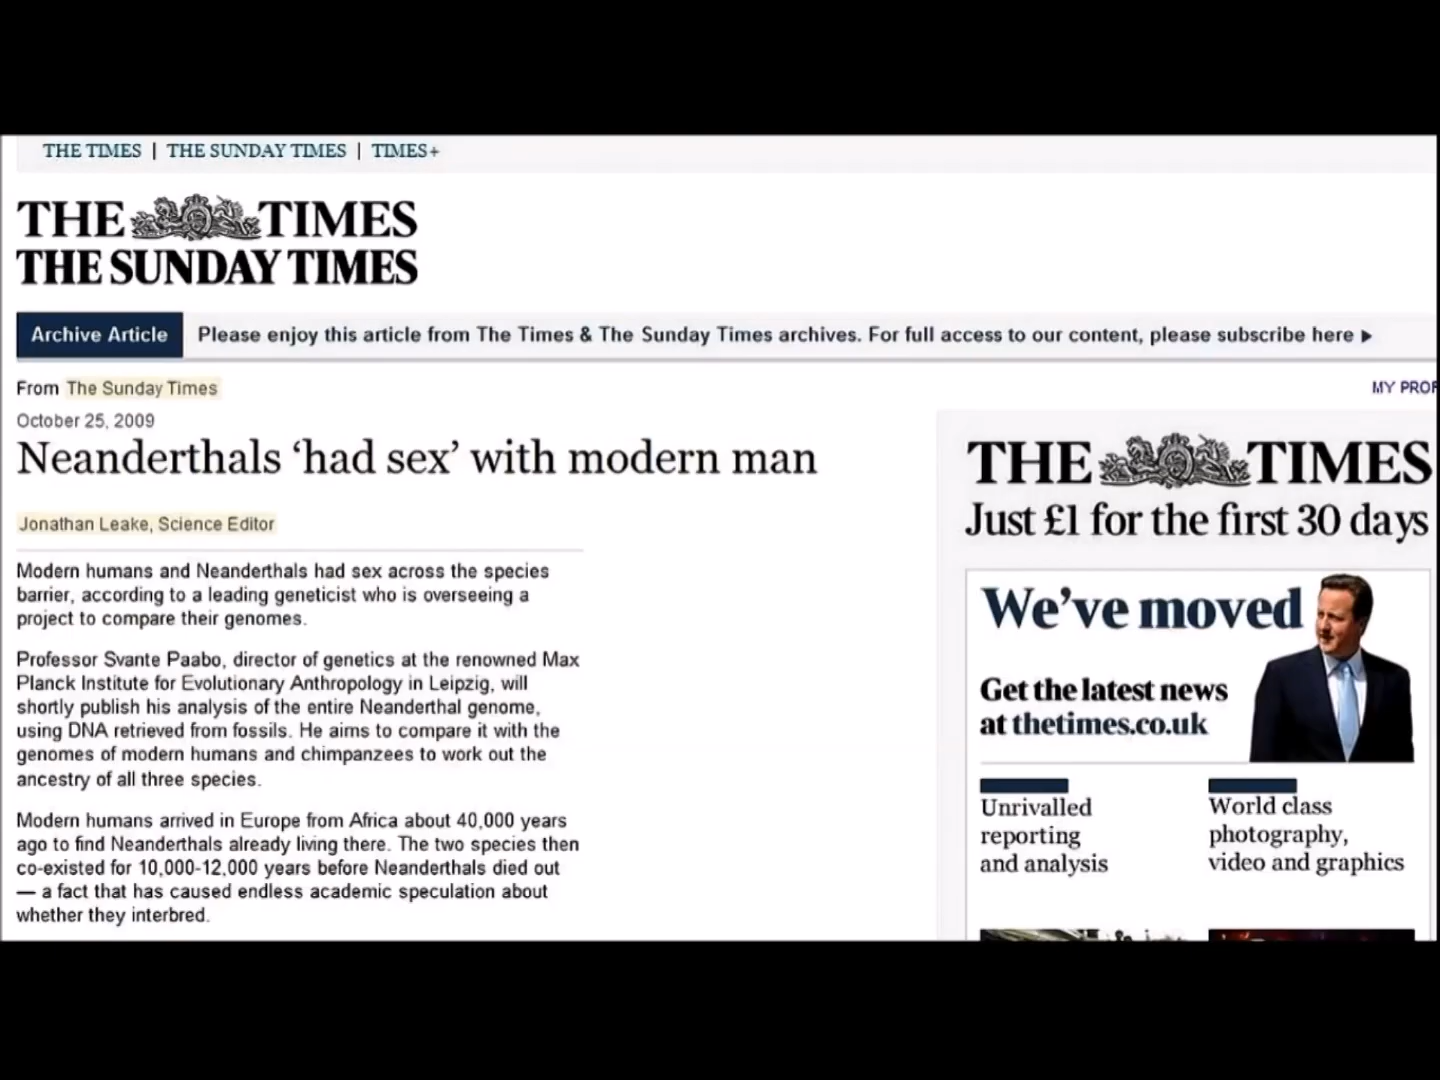 THE TIMES | THE SUNDAY TIMES | TIMES+
THE TIMES
THE SUNDAY TIMES
Archive Article Please enjoy this article from The Times & The Sunday Times archives. For full access to our content, please subscribe here ▶
From The Sunday Times
MY PROF
October 25, 2009
Neanderthals ‘had sex’ with modern man
Jonathan Leake, Science Editor
Modern humans and Neanderthals had sex across the species
barrier, according to a leading geneticist who is overseeing a
project to compare their genomes.
Professor Svante Paabo, director of genetics at the renowned Max
Planck Institute for Evolutionary Anthropology in Leipzig, will
shortly publish his analysis of the entire Neanderthal genome,
using DNA retrieved from fossils. He aims to compare it with the
genomes of modern humans and chimpanzees to work out the
ancestry of all three species.
Modern humans arrived in Europe from Africa about 40,000 years
ago to find Neanderthals already living there. The two species then
co-existed for 10,000-12,000 years before Neanderthals died out
— a fact that has caused endless academic speculation about
whether they interbred.
THE TIMES
Just £1 for the first 30 days
We’ve moved
Get the latest news
at thetimes.co.uk
Unrivalled
reporting
and analysis
World class
photography,
video and graphics